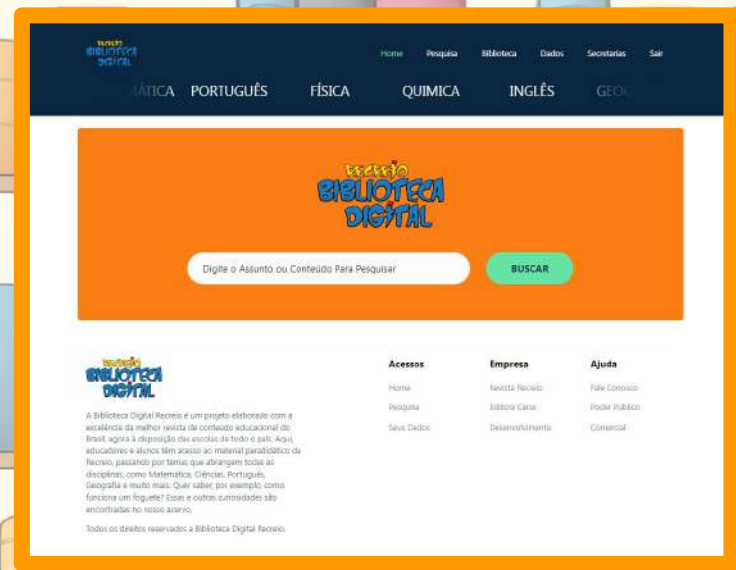 RECREIO
BIBLIOTECA
DIGITAL
Home Pesquisa Biblioteca Dados Secretarias Sair
PORTUGUÊS FÍSICA QUIMICA INGLÊS
RECREIO
BIBLIOTECA
DIGITAL
Digite o Assunto ou Conteúdo Para Pesquisar BUSCAR
RECREIO
BIBLIOTECA
DIGITAL
A Biblioteca Digital Recreio é um projeto elaborado com a
excelência da melhor revista de conteúdo educacional do
Brasil, agora à disposição das escolas de todo o país. Aqui,
educadores e alunos têm acesso ao material paradidático da
Recreio, passando por temas que abrangem todas as
disciplinas, como Matemática, Ciências, Português,
Geografia e muito mais. Quer saber, por exemplo, como
funciona um foguete? Essas e outras curiosidades são
encontradas no nosso acervo.
Todos os direitos reservados a Biblioteca Digital Recreio.
Acessos
Home
Pesquisa
Seus Dados
Empresa
Revista Recreio
Editora Caras
Desenvolvimento
Ajuda
Fale Conosco
Poder Público
Comercial